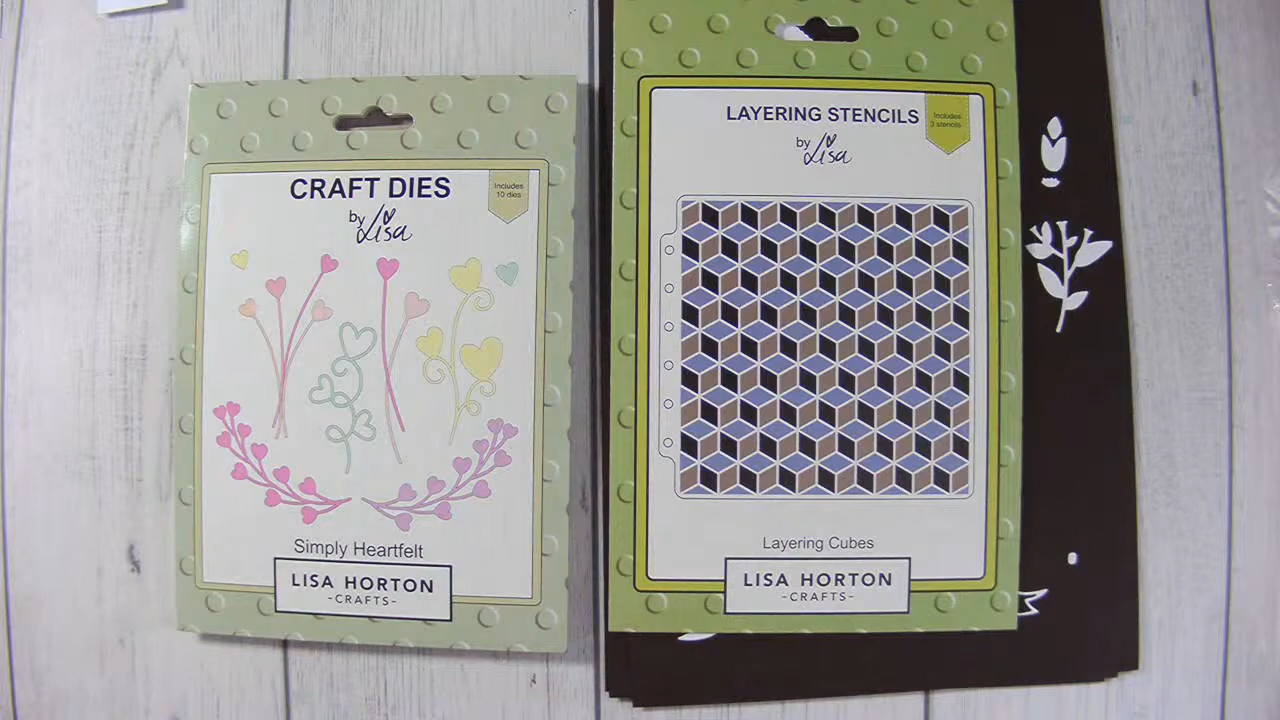 CRAFT DIES
by Lisa
Includes
10 dies
Simply Heartfelt
LISA HORTON
-CRAFTS-
LAYERING STENCILS
by Lisa
Includes
3 stencils
Layering Cubes
LISA HORTON
-CRAFTS-